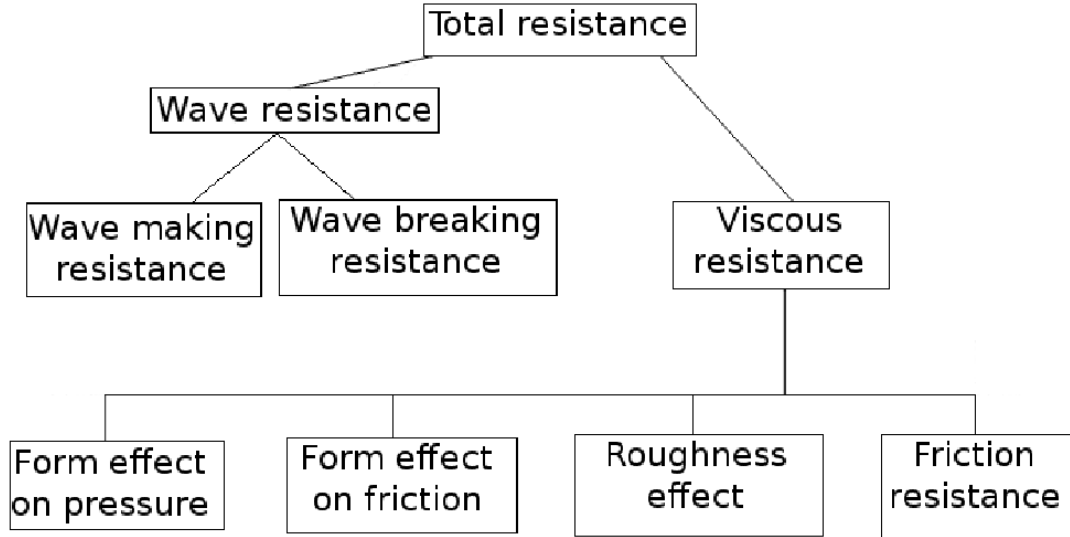 Total resistance
Wave resistance
Wave making
resistance
Wave breaking
resistance
Viscous
resistance
Form effect
on pressure
Form effect
on friction
Roughness
effect
Friction
resistance